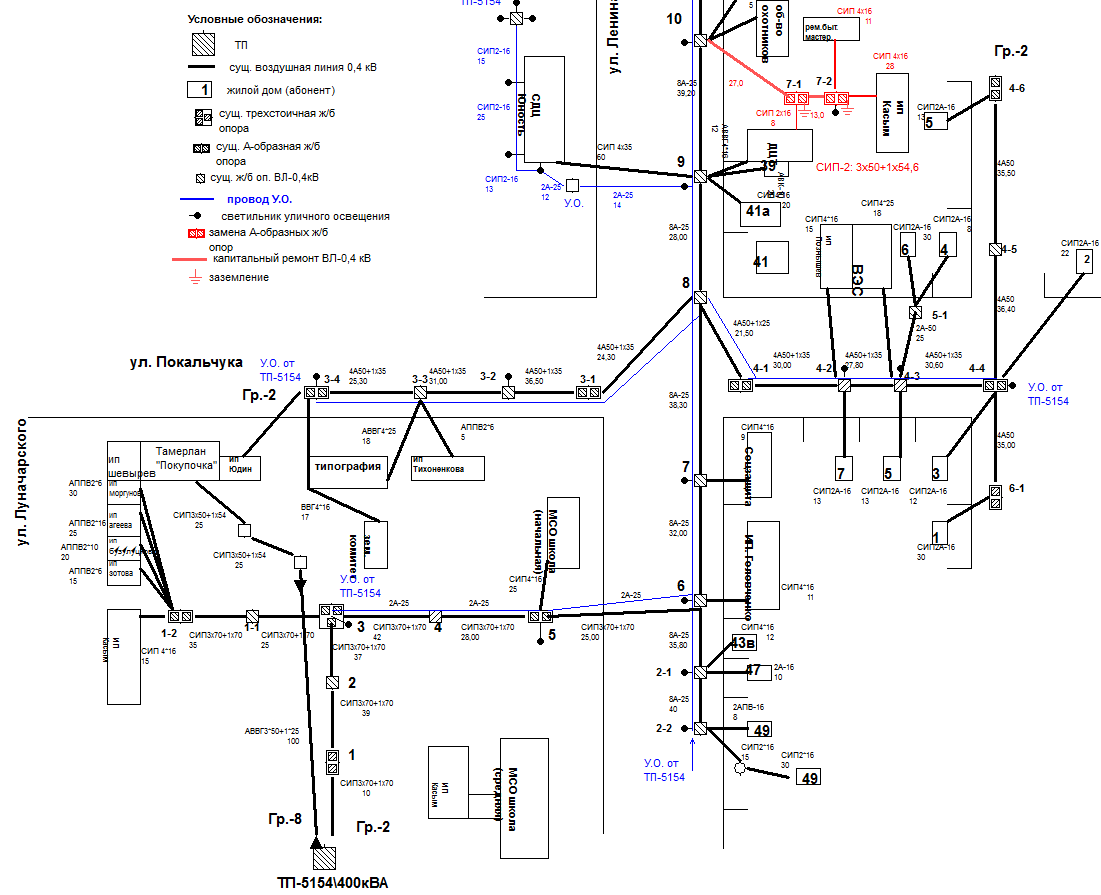 Условные обозначения:
ТП
сущ. воздушная линия 0,4 кВ
1
жилой дом (абонент)
сущ. трехстоичная ж/б
опора
сущ. А-образная ж/б
опора
сущ. ж/б оп. ВЛ-0,4кВ
провод У.О.
светильник уличного освещения
замена А-образных ж/б
опор
капитальный ремонт ВЛ-0,4 кВ
заземление
ТП-5154
СИП2-16
15
СДЦ
Юность
СИП2-16
25
СИП2-16
13
2А-25
12
У.О.
2А-25
14
СИП 4х35
60
ул. Ленина
10
5
об-во
охотников
СИП 4х16
11
рем.быт.
мастер.
8А-25
39,20
27,0
7-1
7-2
СИП 4х16
28
ип
Касым
СИП 2х16
8
13,0
Гр.-2
4-6
СИП2А-16
13
5
12
9
ДЦ
39
СИП-2: 3х50+1х54,6
4А50
35,50
20
41а
8А-25
28,00
41
СИП4*16
15
СИП4*25
18
ВЭС
СИП2А-16
30
6
СИП2А-16
8
4
4-5
СИП2А-16
22
2
8
5-1
2А-50
25
4А50
36,40
4А50+1х25
21,50
4А50+1х35
24,30
ул. Покальчука
У.О. от
ТП-5154
Гр.-2
3-4
4А50+1х35
25,30
3-3
4А50+1х35
31,00
3-2
4А50+1х35
36,50
3-1
4-1
4А50+1х35
30,00
4-2
4А50+1х35
27,80
4-3
4А50+1х35
30,60
4-4
У.О. от
ТП-5154
8А-25
38,30
4А50
35,00
ул. Луначарского
АВВГ4*25
18
АППВ2*6
5
СИП4*16
9
Соцзащита
7
СИП2А-16
13
5
СИП2А-16
13
3
СИП2А-16
12
6-1
1
СИП2А-16
30
ип
шевырев
Тамерлан
"Покупочка"
ип
Юдин
типография
ип
Тихоненкова
АППВ2*6
30
ип
моргунов
АППВ2*16
25
ип
агеева
АППВ2*10
20
ип
АППВ2*6
15
ип
зотова
СИП3х50+1х54
25
СИП3х50+1х54
25
ВВГ4*16
17
зем.
комитет
МСО школа
(начальная)
СИП4*16
25
7
8А-25
32,00
ИП. Головченко
СИП4*16
11
У.О. от
ТП-5154
2А-25
2А-25
2А-25
6
ип
касым
1-2
СИП 4*16
15
СИП3х70+1х70
35
1-1
СИП3х70+1х70
25
3
СИП3х70+1х70
42
СИП3х70+1х70
37
4
СИП3х70+1х70
28,00
5
СИП3х70+1х70
25,00
8А-25
35,80
СИП4*16
12
43в
2-1
47
2А-16
10
2
СИП3х70+1х70
39
8А-25
40
2АПВ-16
8
2-2
49
АВВГ3*50+1*25
100
1
СИП3х70+1х70
10
СИП2*16
15
СИП2*16
30
49
У.О. от
ТП-5154
ИП
Касым
МСО школа
(средняя)
Гр.-8
Гр.-2
ТП-5154\400кВА